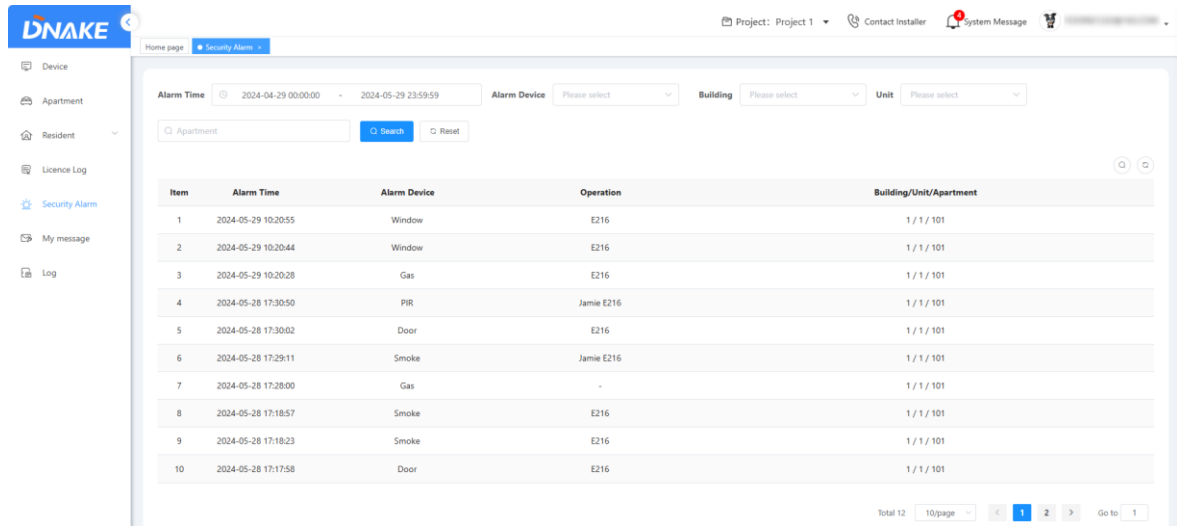 DNAKE
Project: Project 1 Contact Installer 4 System Message
Home page Security Alarm ×
Device
Apartment
Resident
Licence Log
Security Alarm
My message
Log
Alarm Time 2024-04-29 00:00:00 - 2024-05-29 23:59:59 Alarm Device Please select Building Please select Unit Please select
Apartment Search Reset
Item Alarm Time Alarm Device Operation Building/Unit/Apartment
1 2024-05-29 10:20:55 Window E216 1 / 1 / 101
2 2024-05-29 10:20:44 Window E216 1 / 1 / 101
3 2024-05-29 10:20:28 Gas E216 1 / 1 / 101
4 2024-05-28 17:30:50 PIR Jamie E216 1 / 1 / 101
5 2024-05-28 17:30:02 Door E216 1 / 1 / 101
6 2024-05-28 17:29:11 Smoke Jamie E216 1 / 1 / 101
7 2024-05-28 17:28:00 Gas - 1 / 1 / 101
8 2024-05-28 17:18:57 Smoke E216 1 / 1 / 101
9 2024-05-28 17:18:23 Smoke E216 1 / 1 / 101
10 2024-05-28 17:17:58 Door E216 1 / 1 / 101
Total 12 10/page < 1 2 > Go to 1